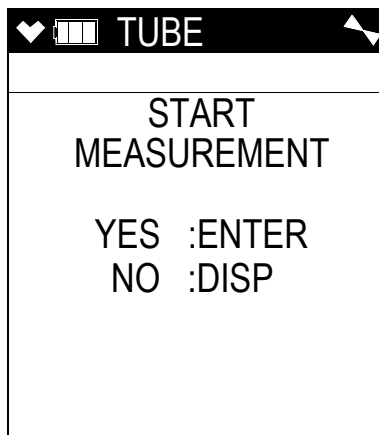 TUBE
START
MEASUREMENT
YES :ENTER
NO :DISP